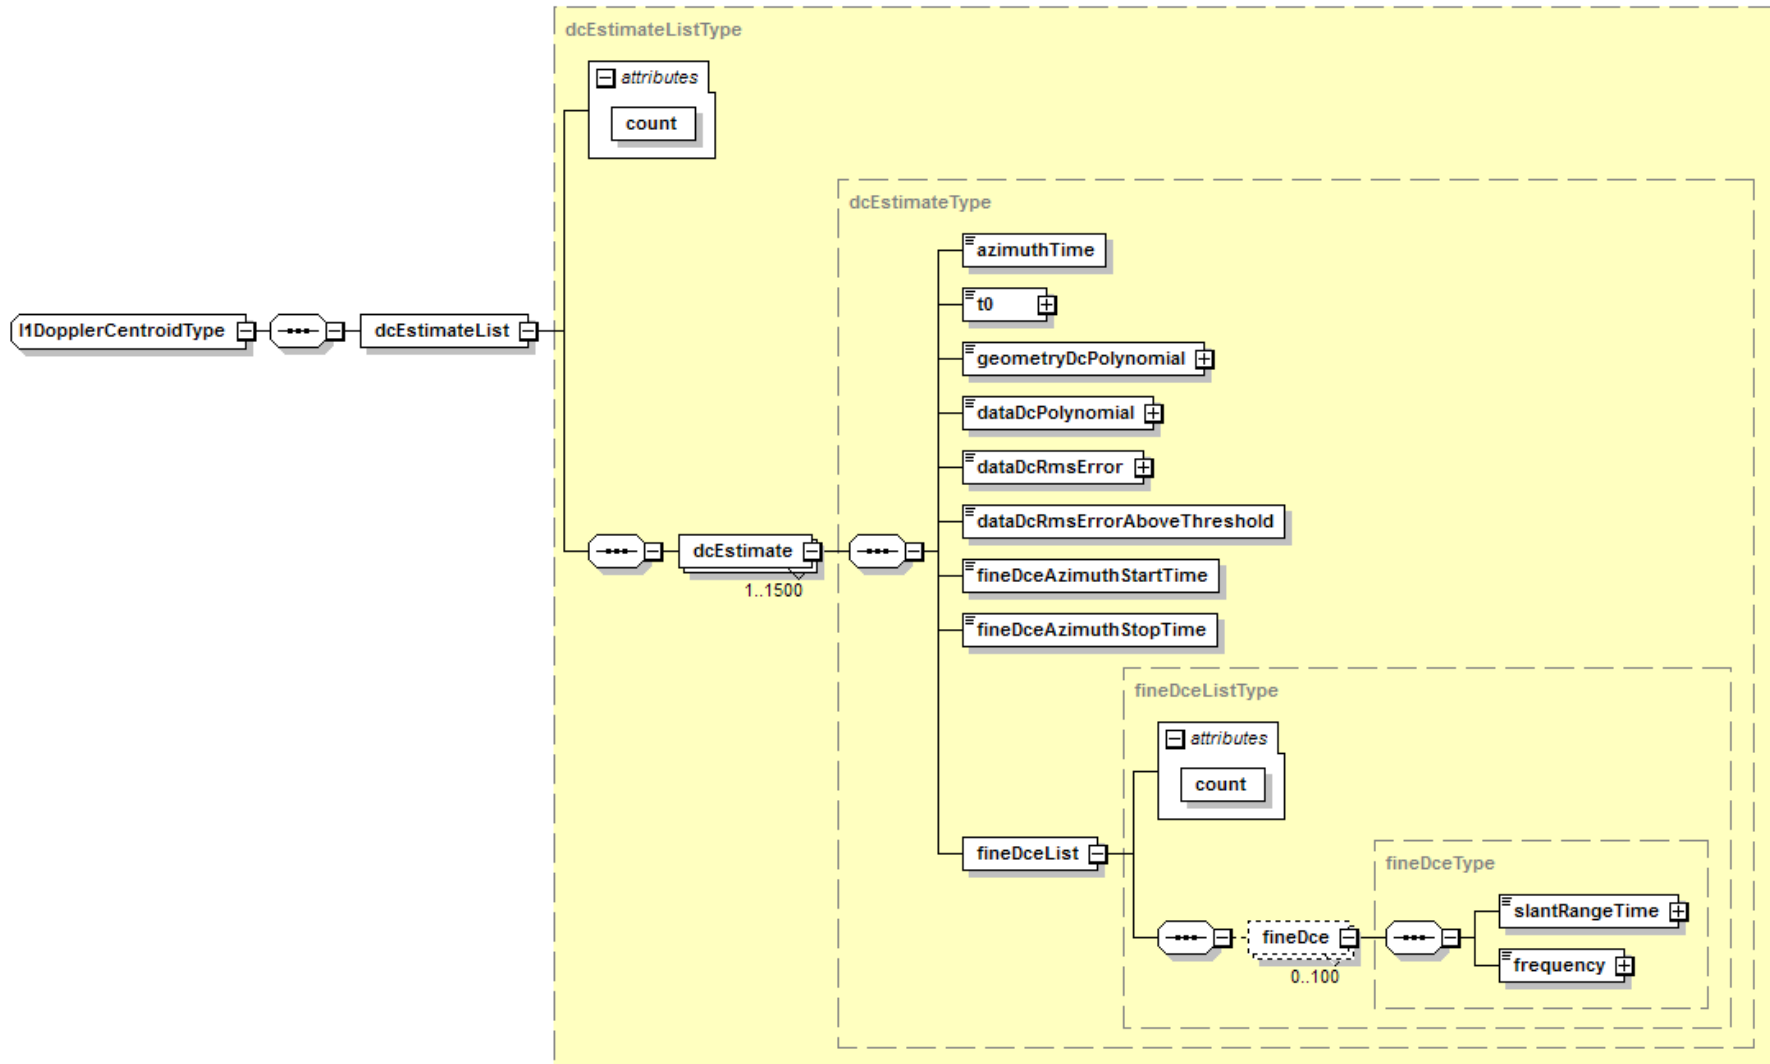 dcEstimateListType
attributes
count
dcEstimateType
azimuthTime
t0
l1DopplerCentroidType
dcEstimateList
geometryDcPolynomial
dataDcPolynomial
dataDcRmsError
dataDcRmsErrorAboveThreshold
dcEstimate
1..1500
fineDceAzimuthStartTime
fineDceAzimuthStopTime
fineDceListType
attributes
count
fineDceList
fineDceType
slantRangeTime
fineDce
0..100
frequency